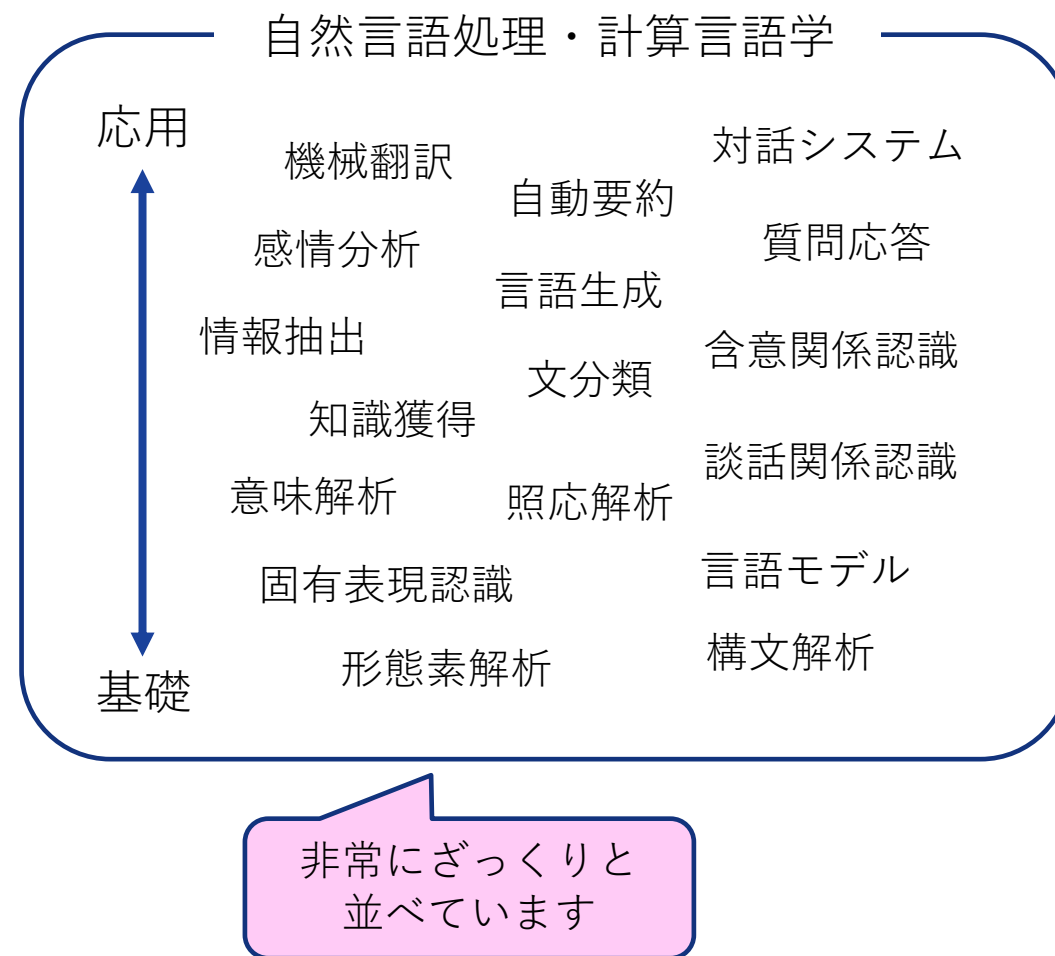 自然言語処理・計算言語学
応用
対話システム
機械翻訳
自動要約
質問応答
感情分析
言語生成
情報抽出
含意関係認識
文分類
知識獲得
談話関係認識
意味解析
照応解析
言語モデル
固有表現認識
構文解析
形態素解析
基礎
非常にざっくりと
並べています